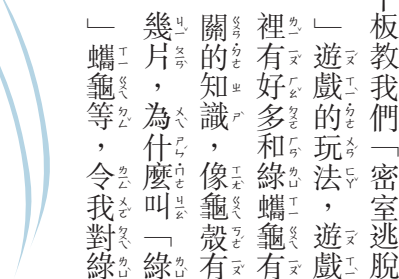 板教我們「密室逃脫
」遊戲的玩法，遊戲
裡有好多和綠蠵龜有
關的知識，像龜殼有
幾片，為什麼叫「綠
」蠵龜等，令我對綠